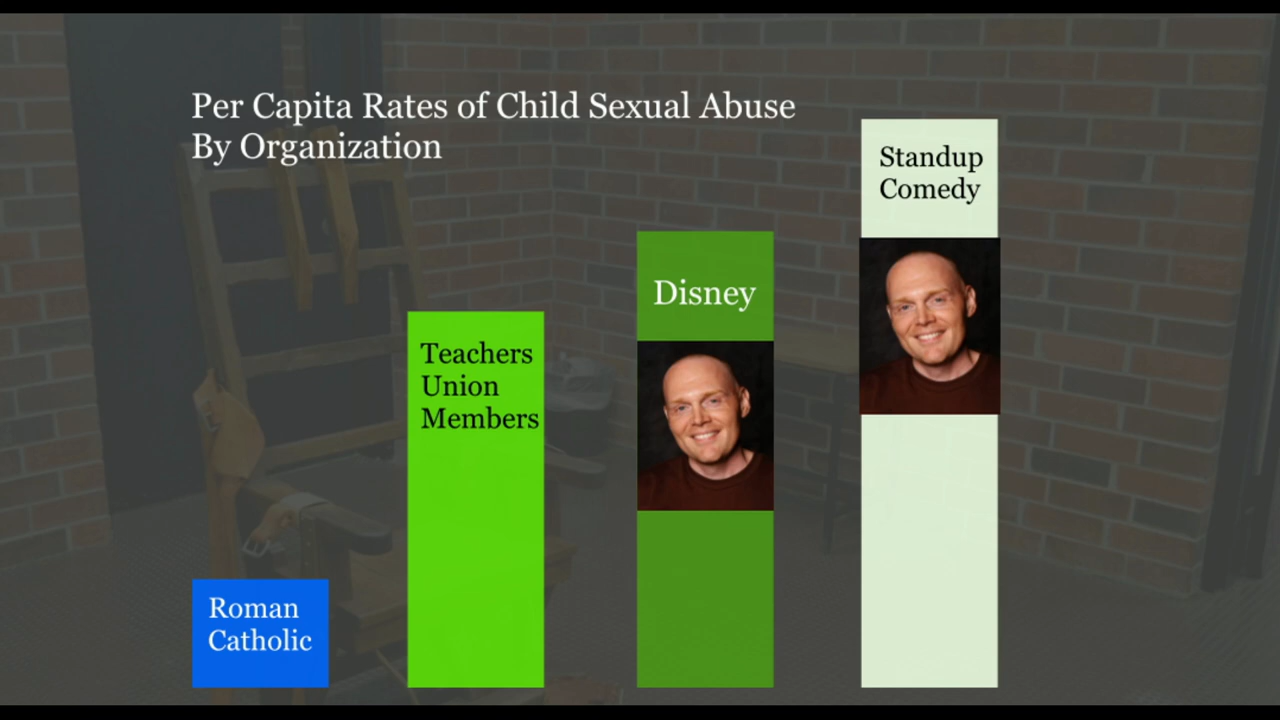 Per Capita Rates of Child Sexual Abuse
By Organization
Standup
Comedy
Disney
Teachers
Union
Members
Roman
Catholic